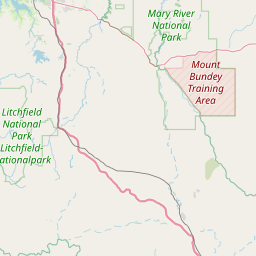 Mary River
National
Park
Mount
Bundey
Training
Area
Litchfield
National
Park
Litchfield-
ationalpark